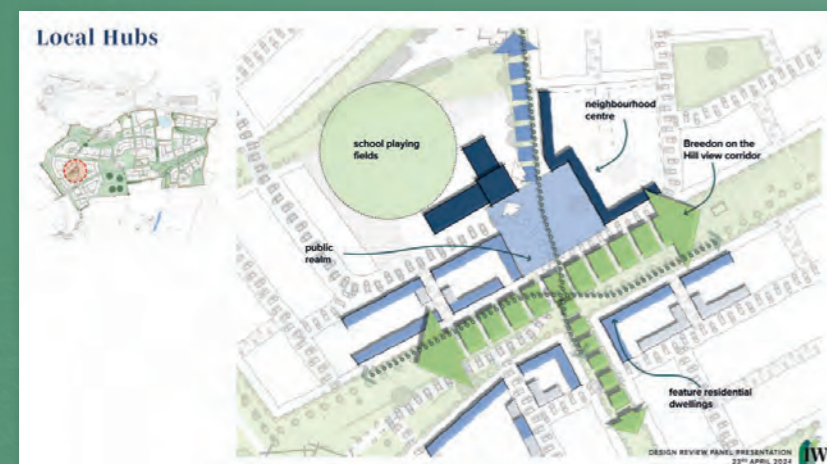 Local Hubs
school playing
fields
neighbourhood
centre
Breedon on the
Hill view corridor
public
realm
feature residential
dwellings
DESIGN REVIEW PANEL PRESENTATION
23RD APRIL 2024
IW